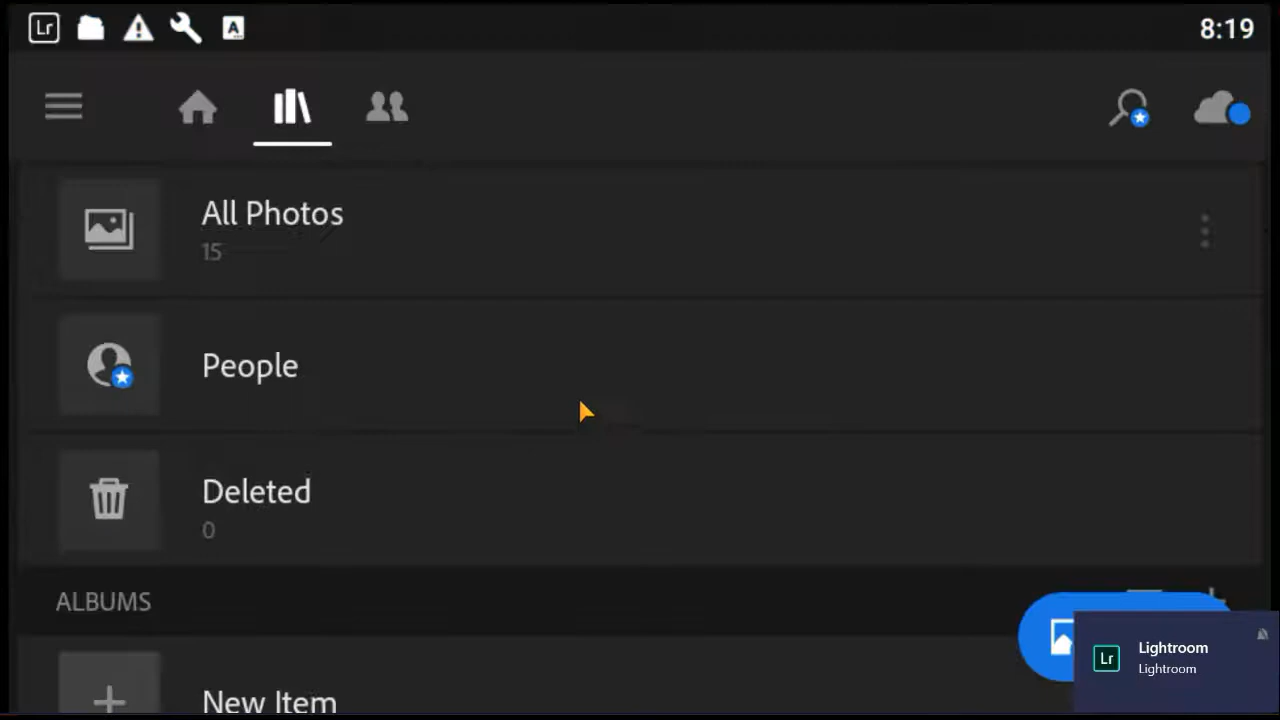 Lr A 8:19
All Photos
15
People
Deleted
0
ALBUMS
New Item
Lr Lightroom
Lightroom